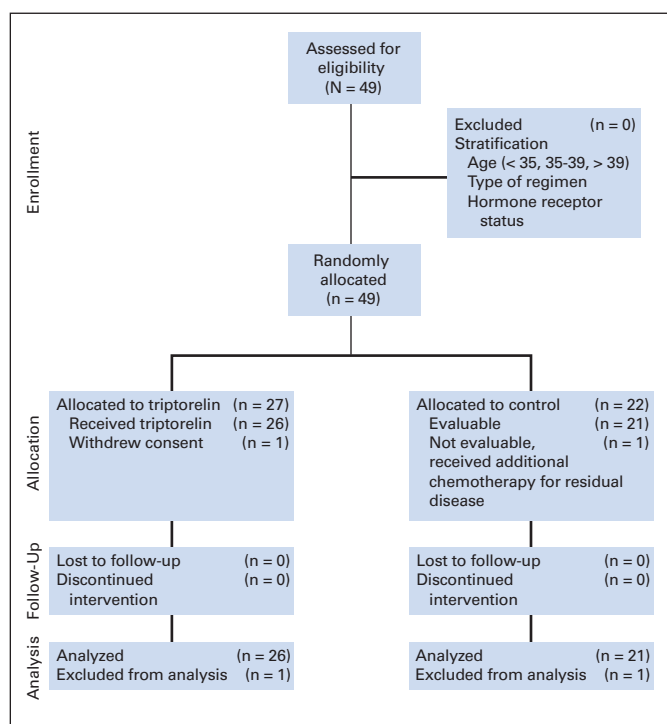 Assessed for
eligibility
(N = 49)
Enrollment
Excluded (n = 0)
Stratification
Age (< 35, 35-39, > 39)
Type of regimen
Hormone receptor
status
Randomly
allocated
(n = 49)
Allocation
Allocated to triptorelin (n = 27)
Received triptorelin (n = 26)
Withdrew consent (n = 1)
Allocated to control (n = 22)
Evaluable (n = 21)
Not evaluable, (n = 1)
received additional
chemotherapy for residual
disease
Follow-Up
Lost to follow-up (n = 0)
Discontinued (n = 0)
intervention
Lost to follow-up (n = 0)
Discontinued (n = 0)
intervention
Analysis
Analyzed (n = 26)
Excluded from analysis (n = 1)
Analyzed (n = 21)
Excluded from analysis (n = 1)